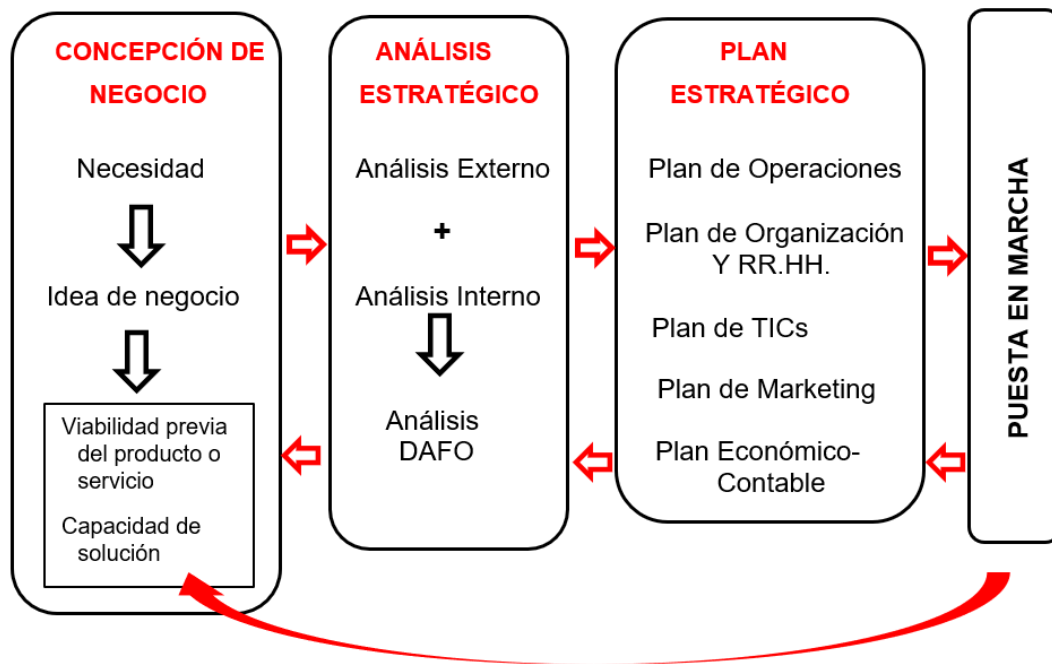 CONCEPCIÓN DE
NEGOCIO
Necesidad
Idea de negocio
Viabilidad previa
del producto o
servicio
Capacidad de
solución
ANÁLISIS
ESTRATÉGICO
Análisis Externo
+
Análisis Interno
Análisis
DAFO
PLAN
ESTRATÉGICO
Plan de Operaciones
Plan de Organización
Y RR.HH.
Plan de TICs
Plan de Marketing
Plan Económico-
Contable
PUESTA EN MARCHA